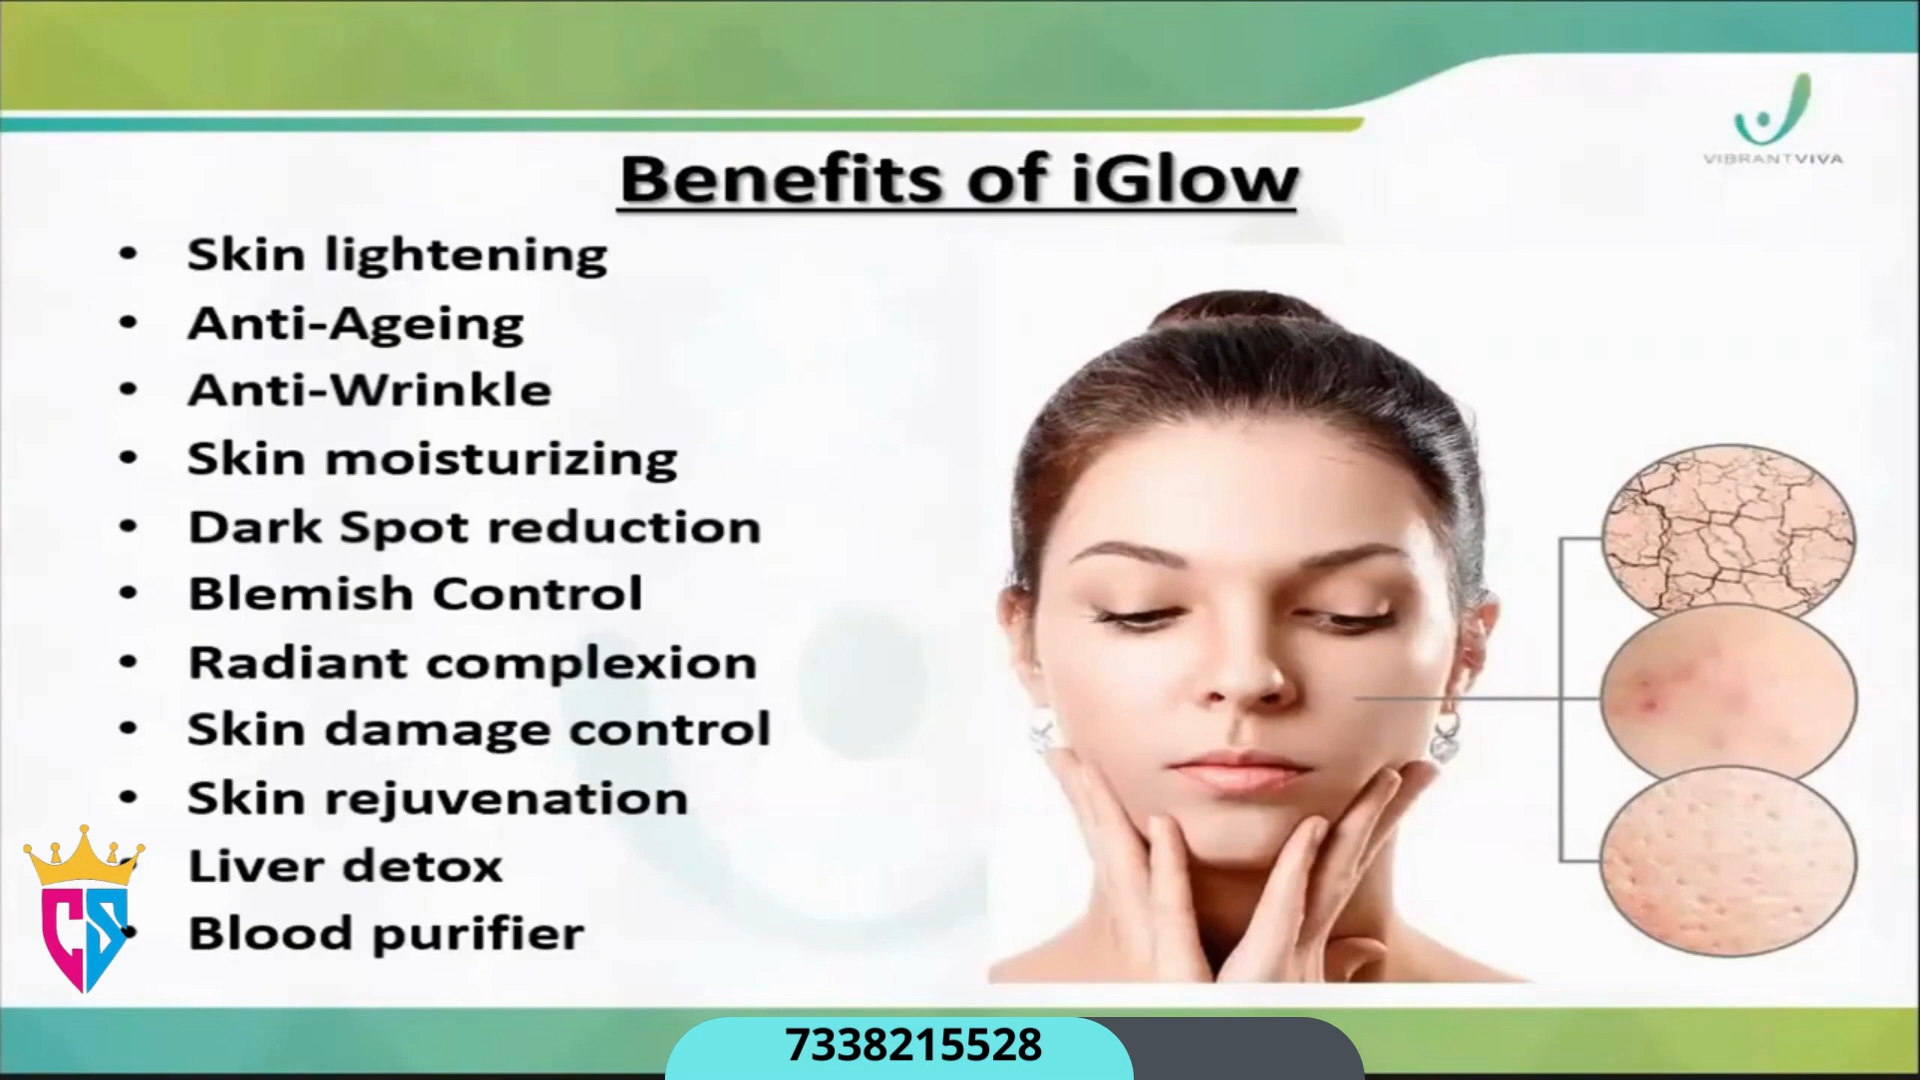 VIBRANTVIVA
Benefits of iGlow
• Skin lightening
• Anti-Ageing
• Anti-Wrinkle
• Skin moisturizing
• Dark Spot reduction
• Blemish Control
• Radiant complexion
• Skin damage control
• Skin rejuvenation
• Liver detox
• Blood purifier
CS
7338215528